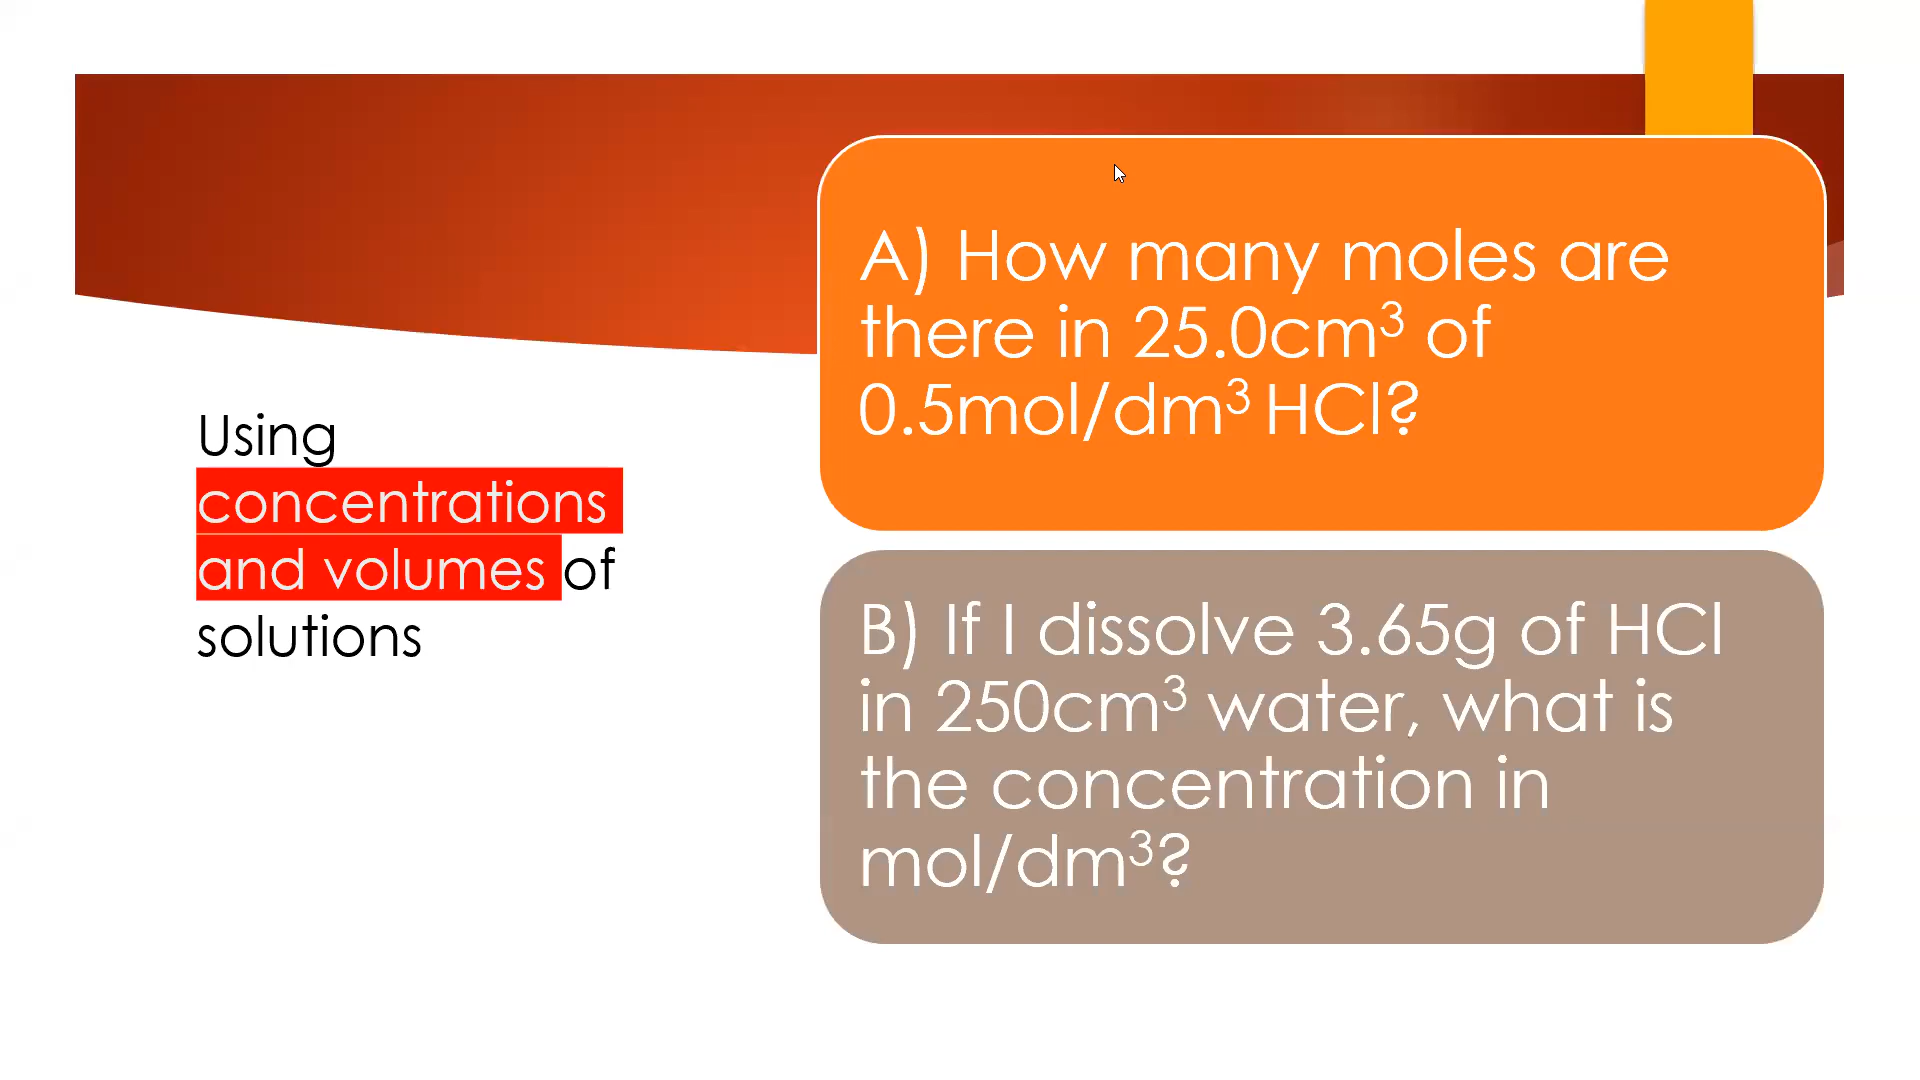 Using
concentrations
and volumes of
solutions
A) How many moles are
there in 25.0cm³ of
0.5mol/dm³ HCl?
B) If I dissolve 3.65g of HCl
in 250cm³ water, what is
the concentration in
mol/dm³?